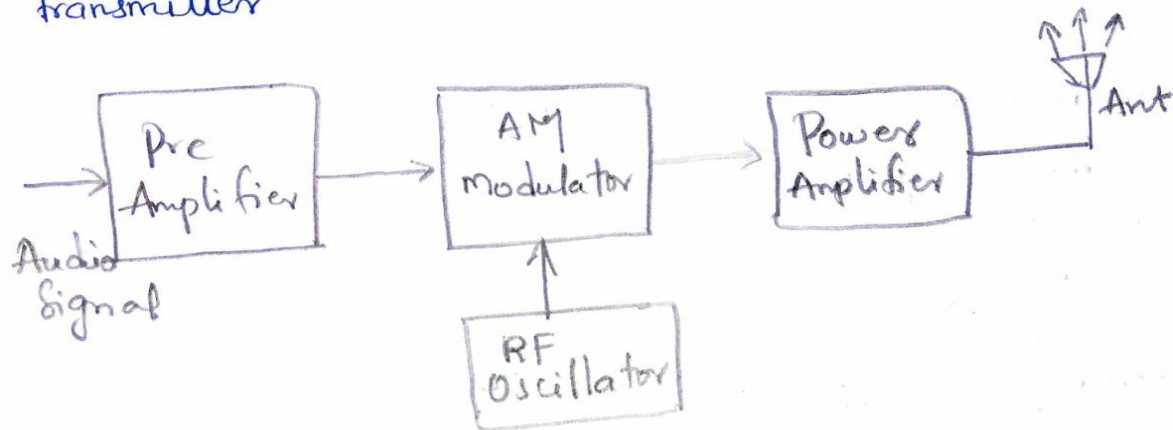 transmitter
Pre
Amplifier
AM
Modulator
Power
Amplifier
Ant
Audio
Signal
RF
Oscillator